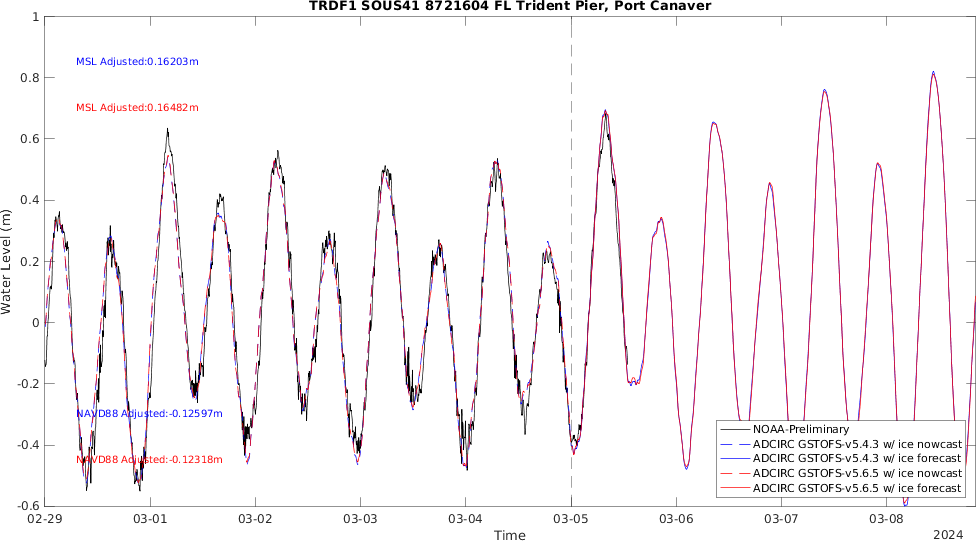 TRDF1 SOUS41 8721604 FL Trident Pier, Port Canaver
Water Level (m)
1
0.8
0.6
0.4
0.2
0
-0.2
-0.4
-0.6
MSL Adjusted:0.16203m
MSL Adjusted:0.16482m
NAVD88 Adjusted:-0.12597m
NAVD88 Adjusted:-0.12318m
NOAA-Preliminary
ADCIRC GSTOFS-v5.4.3 w/ ice nowcast
ADCIRC GSTOFS-v5.4.3 w/ ice forecast
ADCIRC GSTOFS-v5.6.5 w/ ice nowcast
ADCIRC GSTOFS-v5.6.5 w/ ice forecast
02-29 03-01 03-02 03-03 03-04 03-05 03-06 03-07 03-08
Time
2024